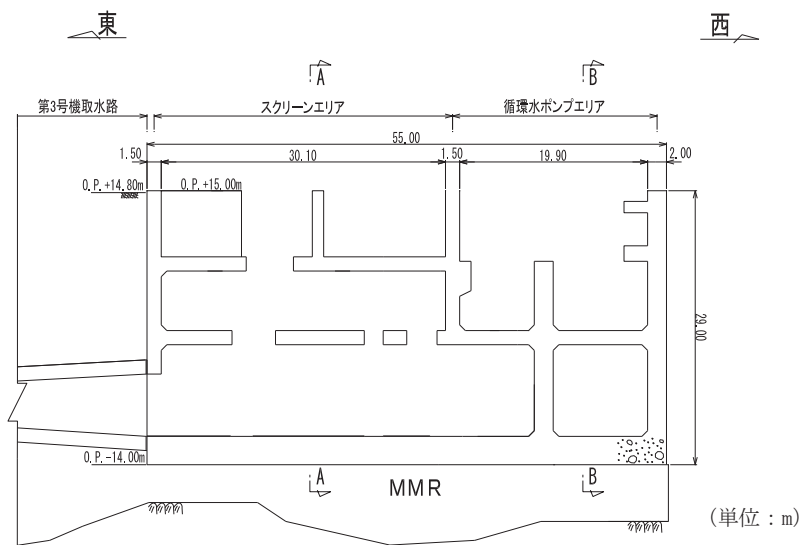 東
西
A
B
第3号機取水路
スクリーンエリア
循環水ポンプエリア
55.00
1.50
30.10
1.50
19.90
2.00
O.P.+14.80m
O.P.+15.00m
29.00
O.P.-14.00m
A
B
MMR
(単位：m)